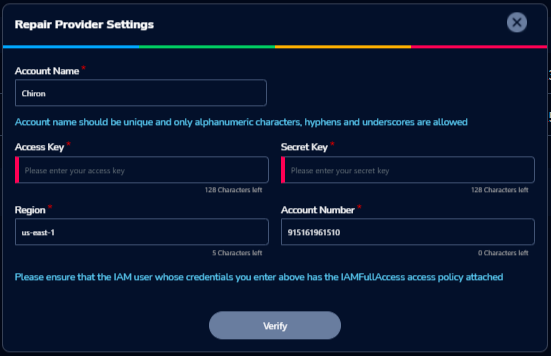 Repair Provider Settings
Account Name *
Chiron
Account name should be unique and only alphanumeric characters, hyphens and underscores are allowed
Access Key * Secret Key *
Please enter your access key Please enter your secret key
128 Characters left 128 Characters left
Region * Account Number *
us-east-1 915161961510
5 Characters left 0 Characters left
Please ensure that the IAM user whose credentials you enter above has the IAMFullAccess access policy attached
Verify